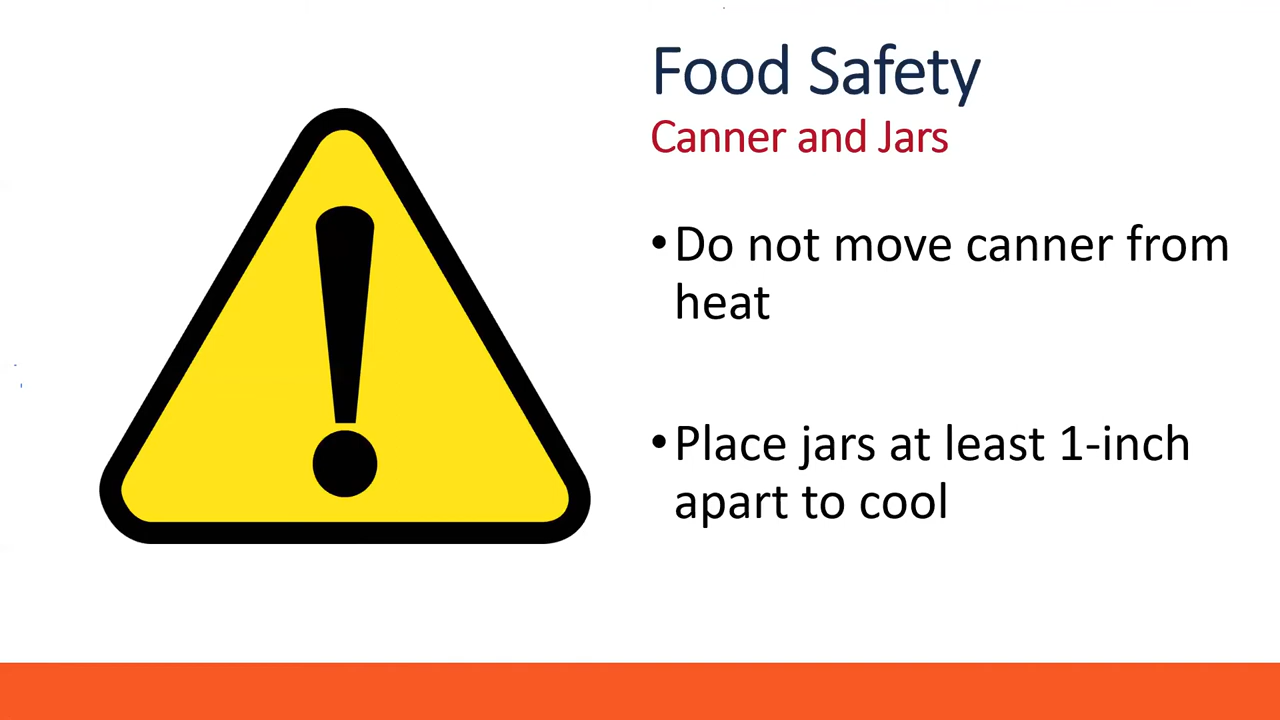 Food Safety
Canner and Jars
•Do not move canner from
heat
•Place jars at least 1-inch
apart to cool